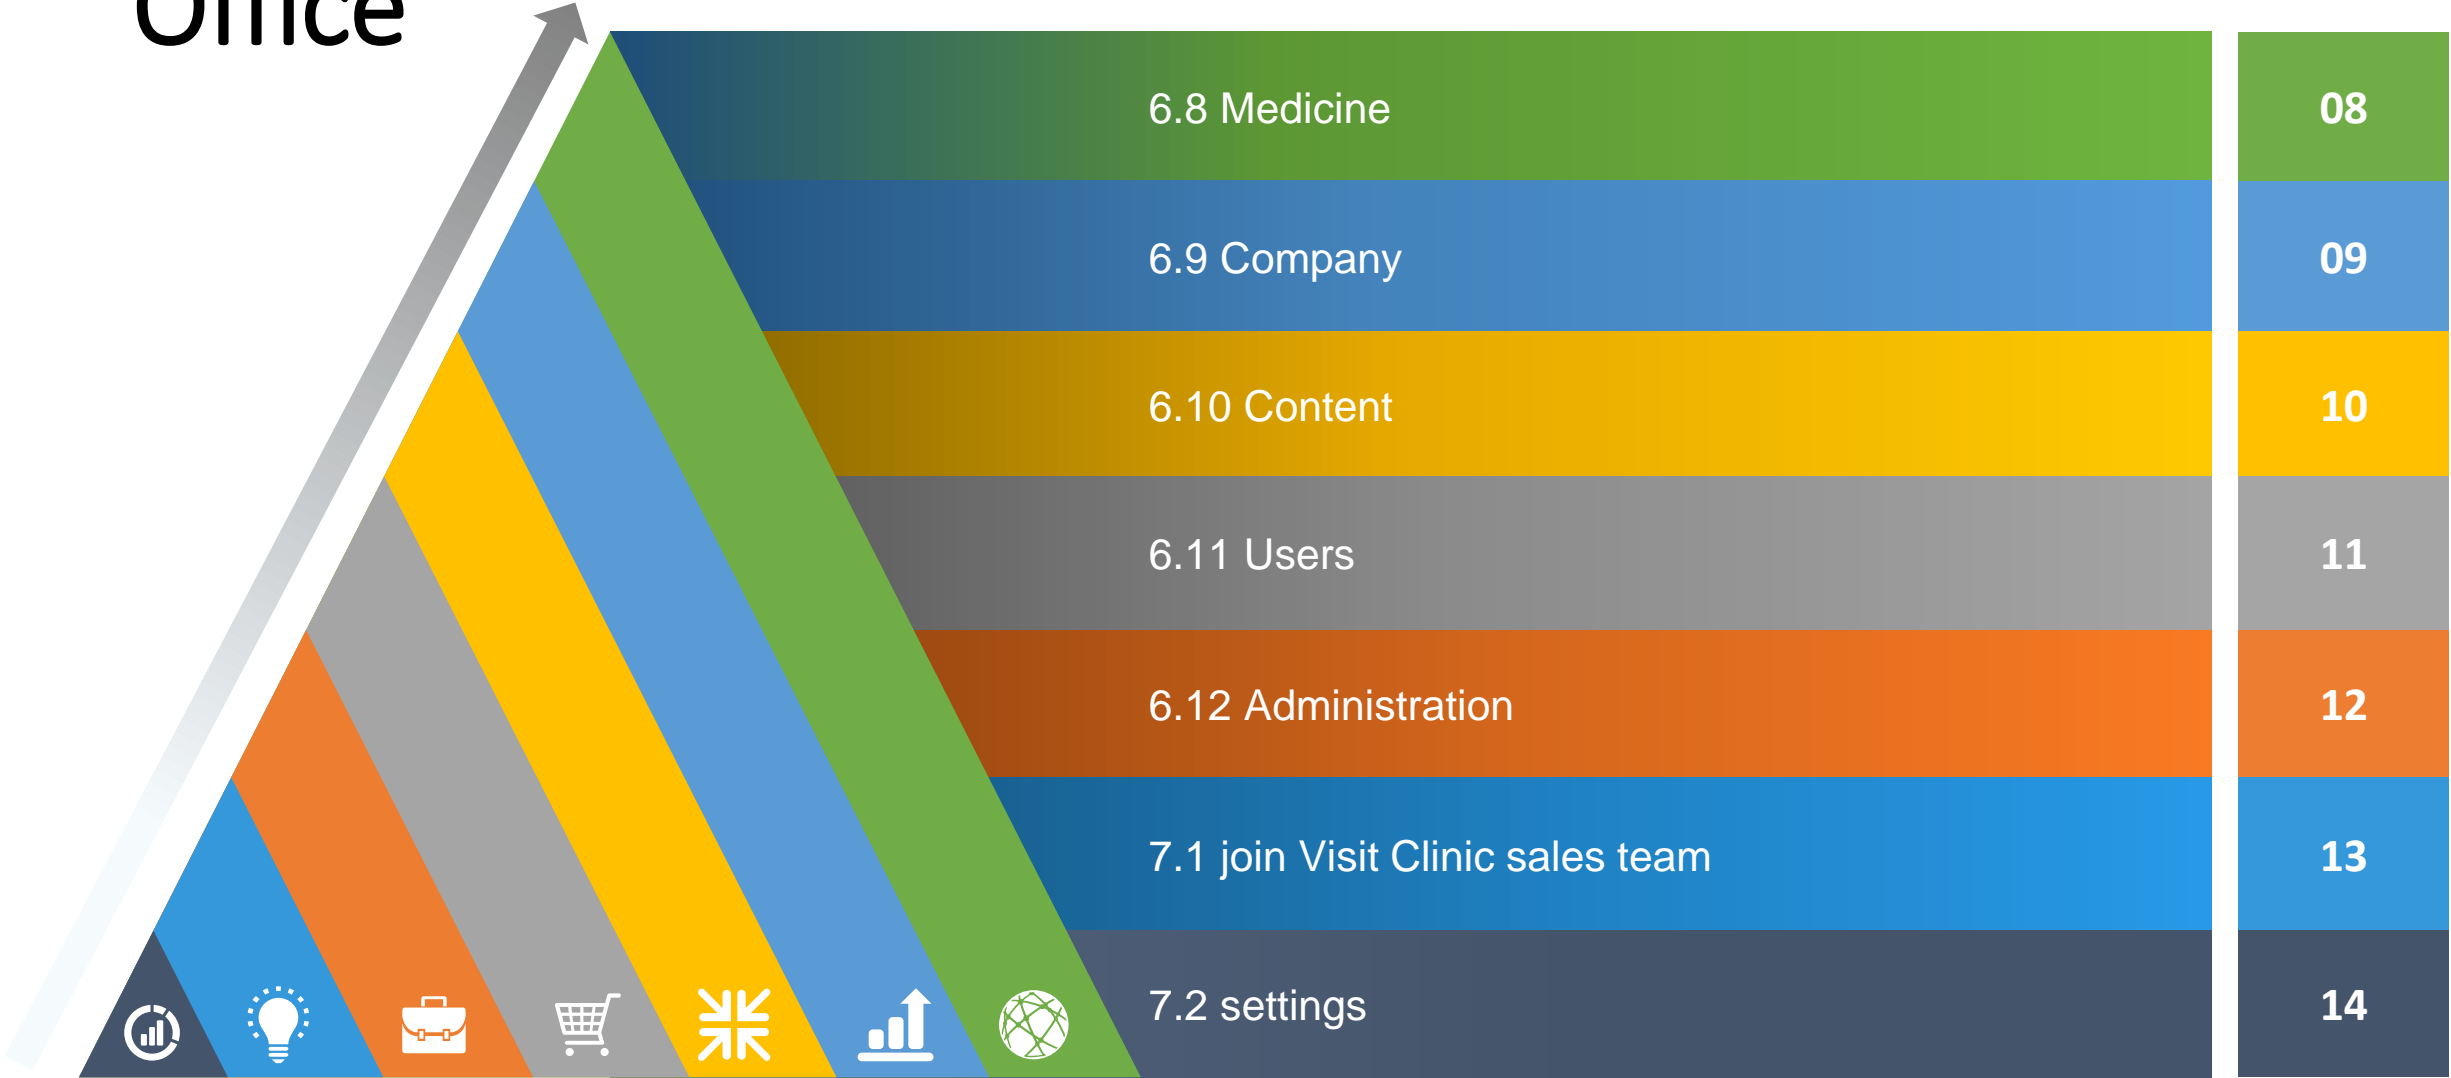 Office
6.8 Medicine 08
6.9 Company 09
6.10 Content 10
6.11 Users 11
6.12 Administration 12
7.1 join Visit Clinic sales team 13
7.2 settings 14